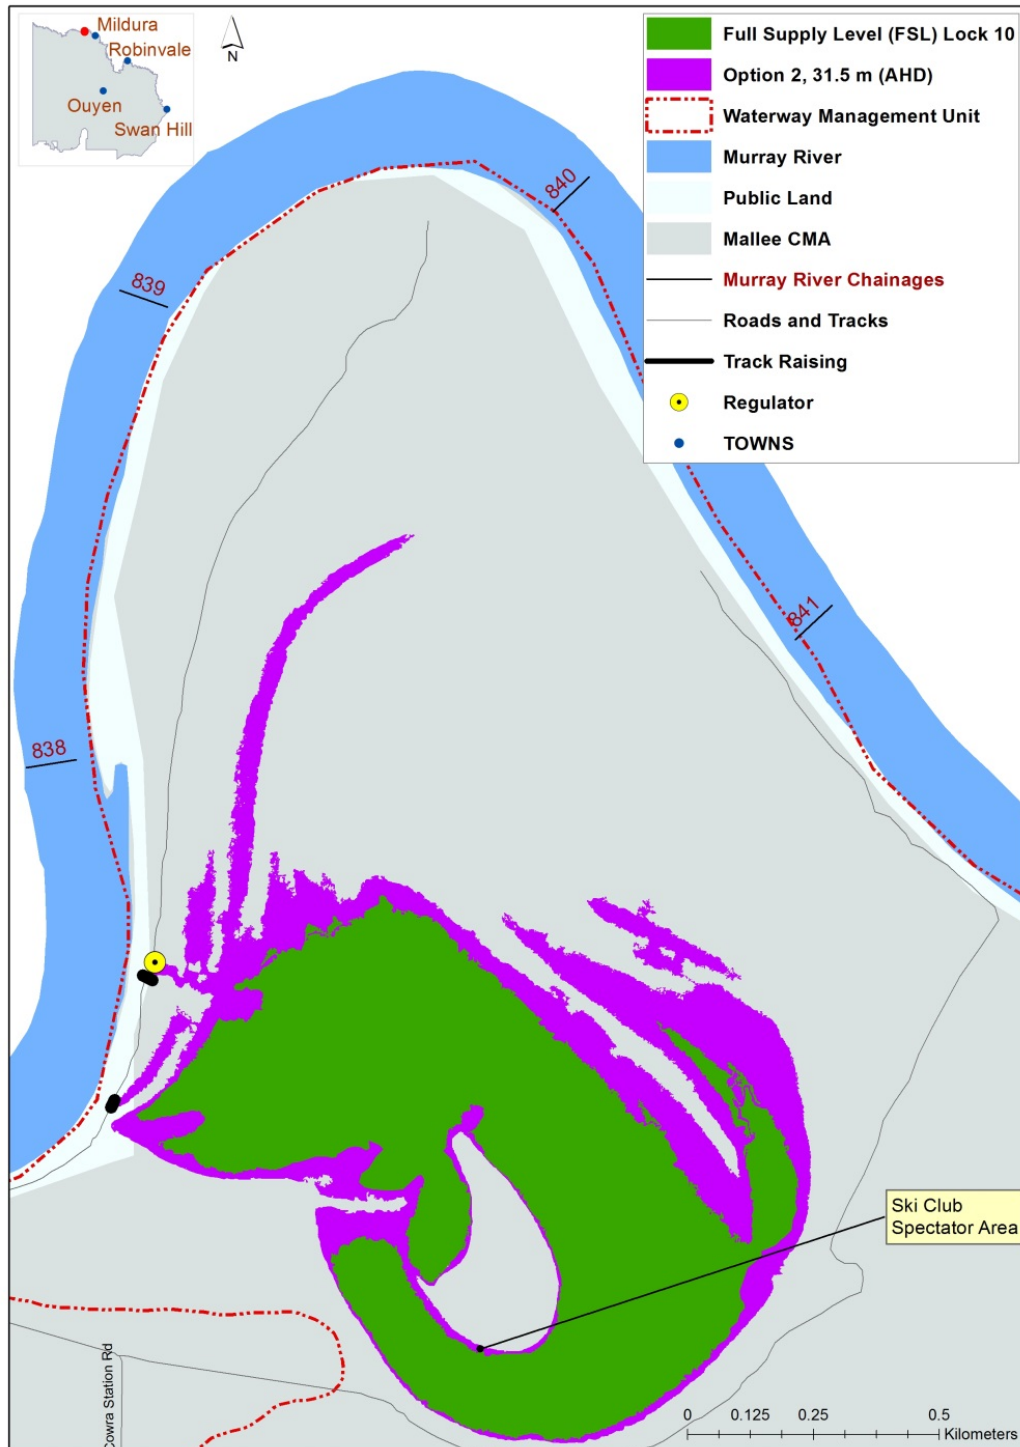 Mildura
Robinvale
Ouyen
Swan Hill
N
Full Supply Level (FSL) Lock 10
Option 2, 31.5 m (AHD)
Waterway Management Unit
Murray River
Public Land
Mallee CMA
Murray River Chainages
Roads and Tracks
Track Raising
Regulator
TOWNS
840
839
841
838
Ski Club
Spectator Area
Cowra Station Rd
0 0.125 0.25 0.5
Kilometers